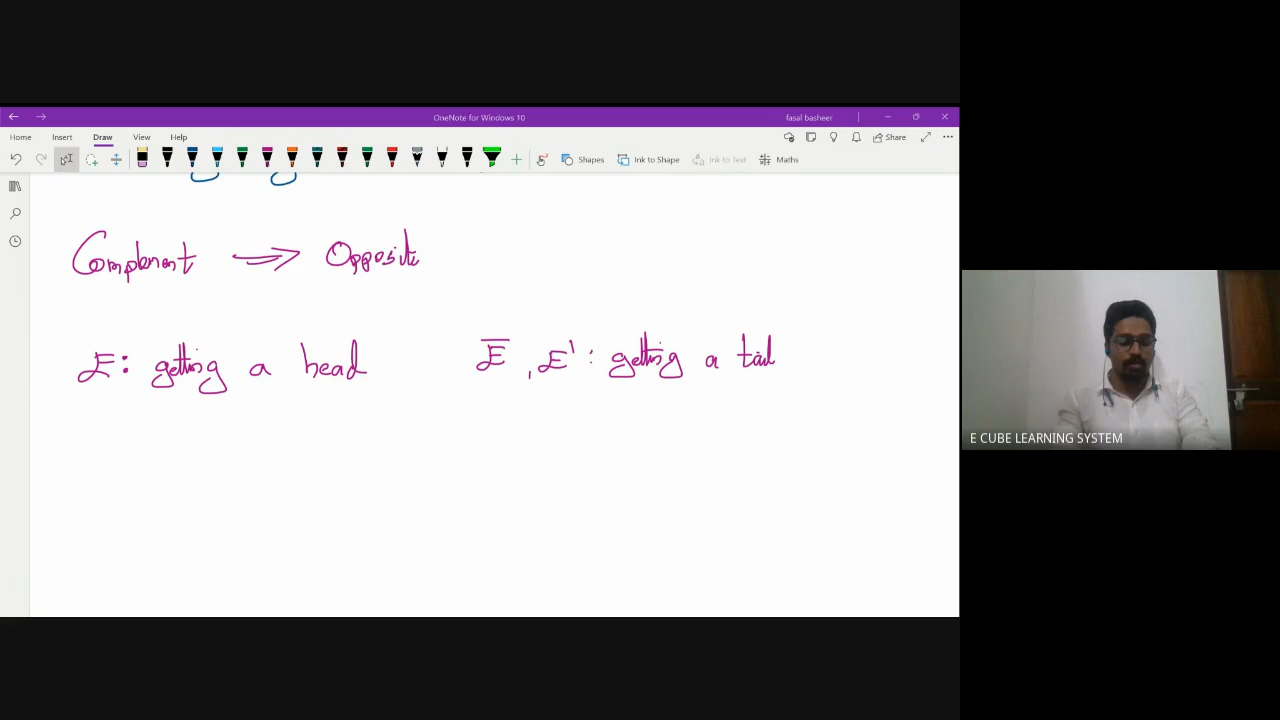 OneNote for Windows 10
fasal basheer
Home Insert Draw View Help
Share
Shapes Ink to Shape Ink to Text Maths
Complement ⇒ Opposite
E: getting a head
E̅ , E' : getting a tail
E CUBE LEARNING SYSTEM